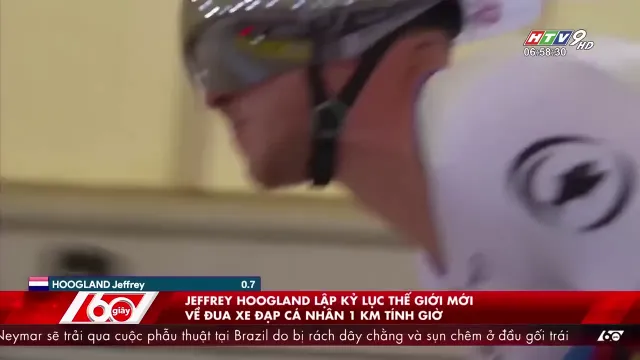 HTV9 HD
06:58:30
HOOGLAND Jeffrey 0.7
60 giây
JEFFREY HOOGLAND LẬP KỶ LỤC THẾ GIỚI MỚI
VỀ ĐUA XE ĐẠP CÁ NHÂN 1 KM TÍNH GIỜ
Neymar sẽ trải qua cuộc phẫu thuật tại Brazil do bị rách dây chằng và sụn chêm ở đầu gối trái
60 giây